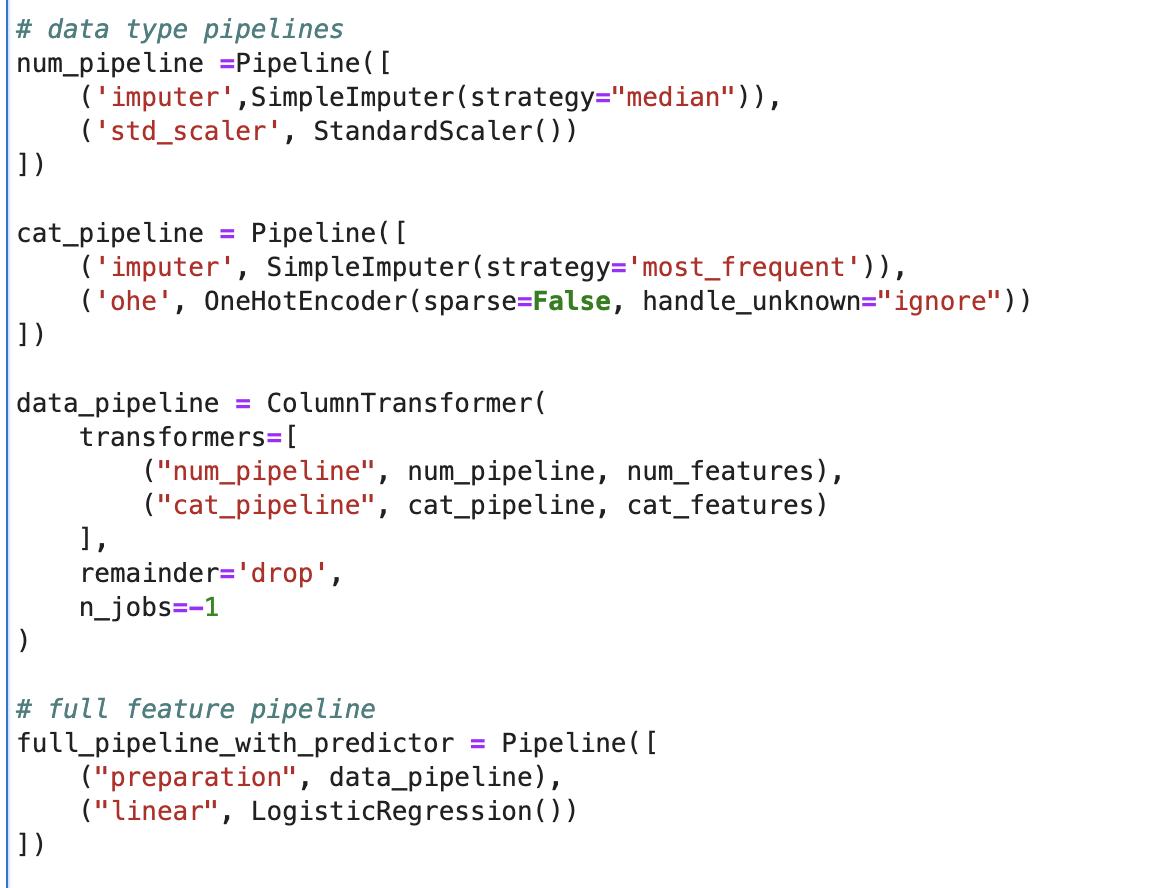 # data type pipelines
num_pipeline =Pipeline([
    ('imputer',SimpleImputer(strategy="median")),
    ('std_scaler', StandardScaler())
])

cat_pipeline = Pipeline([
    ('imputer', SimpleImputer(strategy='most_frequent')),
    ('ohe', OneHotEncoder(sparse=False, handle_unknown="ignore"))
])

data_pipeline = ColumnTransformer(
    transformers=[
        ("num_pipeline", num_pipeline, num_features),
        ("cat_pipeline", cat_pipeline, cat_features)
    ],
    remainder='drop',
    n_jobs=-1
)

# full feature pipeline
full_pipeline_with_predictor = Pipeline([
    ("preparation", data_pipeline),
    ("linear", LogisticRegression())
])